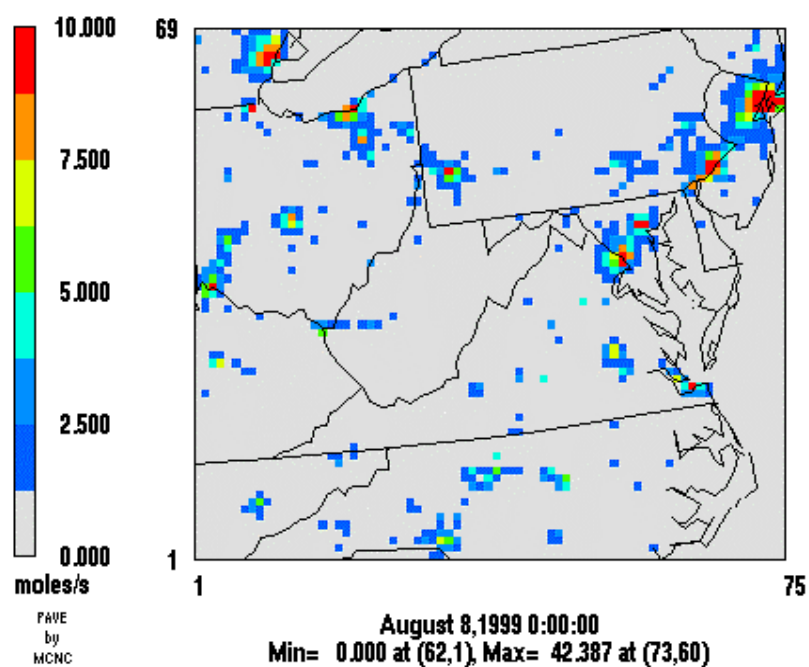 10.000
7.500
5.000
2.500
0.000
moles/s
PAVE
by
MCNC
69
1
1
75
August 8,1999 0:00:00
Min= 0.000 at (62,1), Max= 42.387 at (73,60)